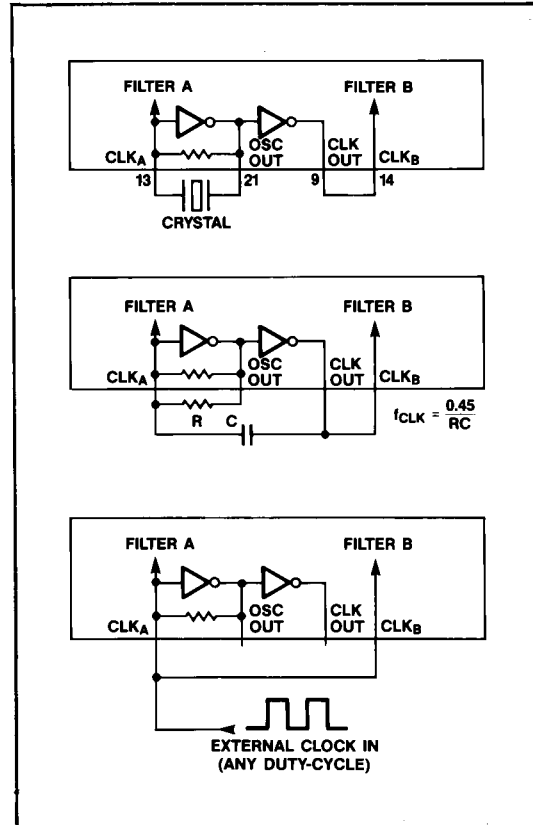 FILTER A FILTER B
OSC CLK
CLKA OUT OUT CLKB
13 21 9 14
CRYSTAL
FILTER A FILTER B
OSC CLK
CLKA OUT OUT CLKB
R C
fCLK = 0.45
RC
FILTER A FILTER B
OSC CLK
CLKA OUT OUT CLKB
EXTERNAL CLOCK IN
(ANY DUTY-CYCLE)